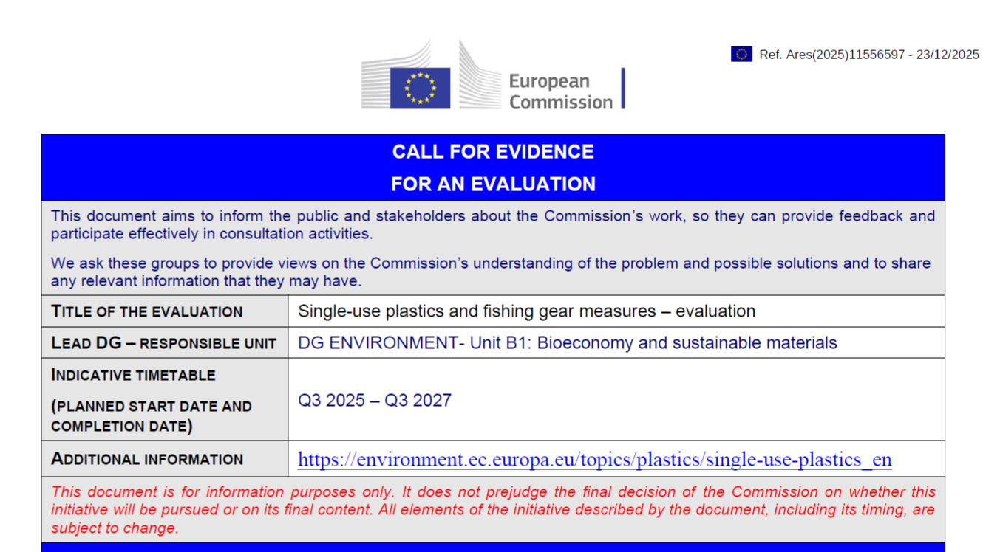 Ref. Ares(2025)11556597 - 23/12/2025
European
Commission
CALL FOR EVIDENCE
FOR AN EVALUATION
This document aims to inform the public and stakeholders about the Commission's work, so they can provide feedback and
participate effectively in consultation activities.
We ask these groups to provide views on the Commission's understanding of the problem and possible solutions and to share
any relevant information that they may have.
TITLE OF THE EVALUATION
Single-use plastics and fishing gear measures – evaluation
LEAD DG – RESPONSIBLE UNIT
DG ENVIRONMENT- Unit B1: Bioeconomy and sustainable materials
INDICATIVE TIMETABLE
(PLANNED START DATE AND
COMPLETION DATE)
Q3 2025 – Q3 2027
ADDITIONAL INFORMATION
https://environment.ec.europa.eu/topics/plastics/single-use-plastics_en
This document is for information purposes only. It does not prejudge the final decision of the Commission on whether this
initiative will be pursued or on its final content. All elements of the initiative described by the document, including its timing, are
subject to change.